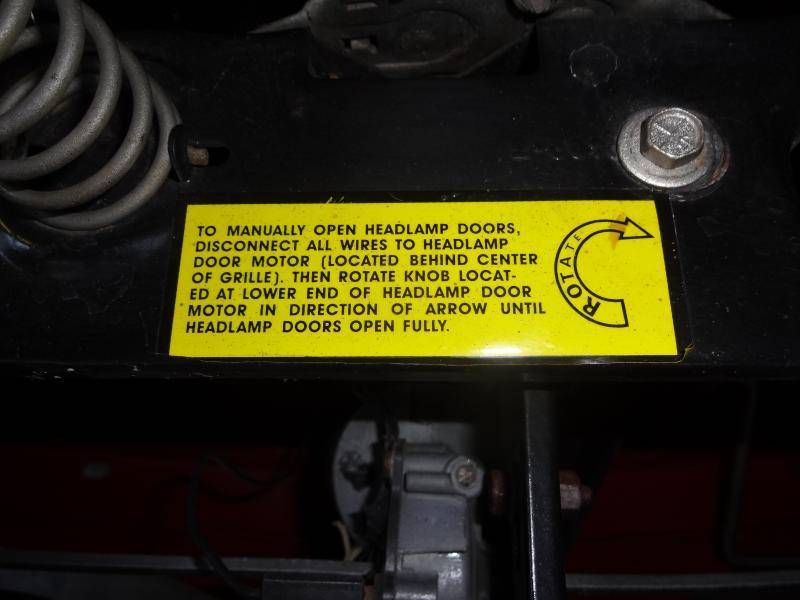 TO MANUALLY OPEN HEADLAMP DOORS,
DISCONNECT ALL WIRES TO HEADLAMP
DOOR MOTOR (LOCATED BEHIND CENTER
OF GRILLE). THEN ROTATE KNOB LOCAT-
ED AT LOWER END OF HEADLAMP DOOR
MOTOR IN DIRECTION OF ARROW UNTIL
HEADLAMP DOORS OPEN FULLY.
ROTATE